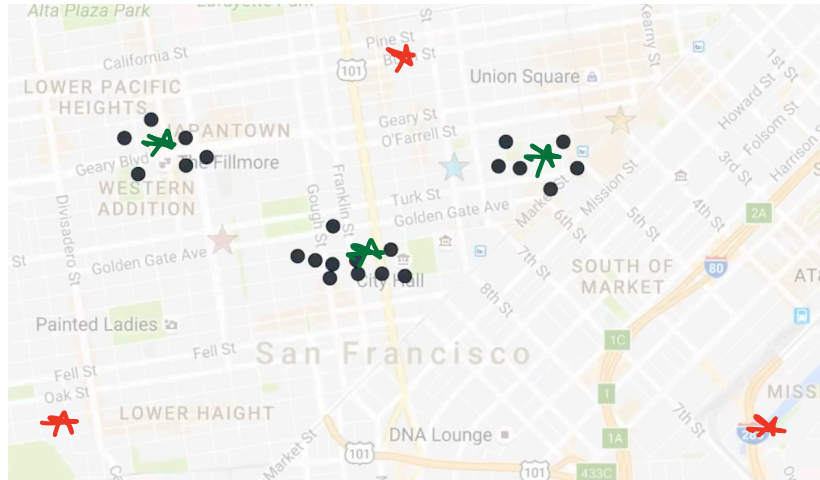 Alta Plaza Park
Lafayette Park
St
Kearny St
Pine St
Bush St
California St
101
Union Square
1st St
LOWER PACIFIC
HEIGHTS
Howard St
Folsom St
Harrison St
Geary St
O'Farrell St
JAPANTOWN
Geary Blvd
The Fillmore
3rd St
WESTERN
ADDITION
Divisadero St
Gough St
Franklin St
Turk St
Golden Gate Ave
Market St
Mission St
6th St
5th St
4th St
2A
St
Golden Gate Ave
7th St
80
SOUTH OF
MARKET
AT&
City Hall
8th St
Painted Ladies
1C
Fell St
San Francisco
Fell St
Oak St
1
MISS
LOWER HAIGHT
7th St
DNA Lounge
1A
280
Market St
101
101
433C